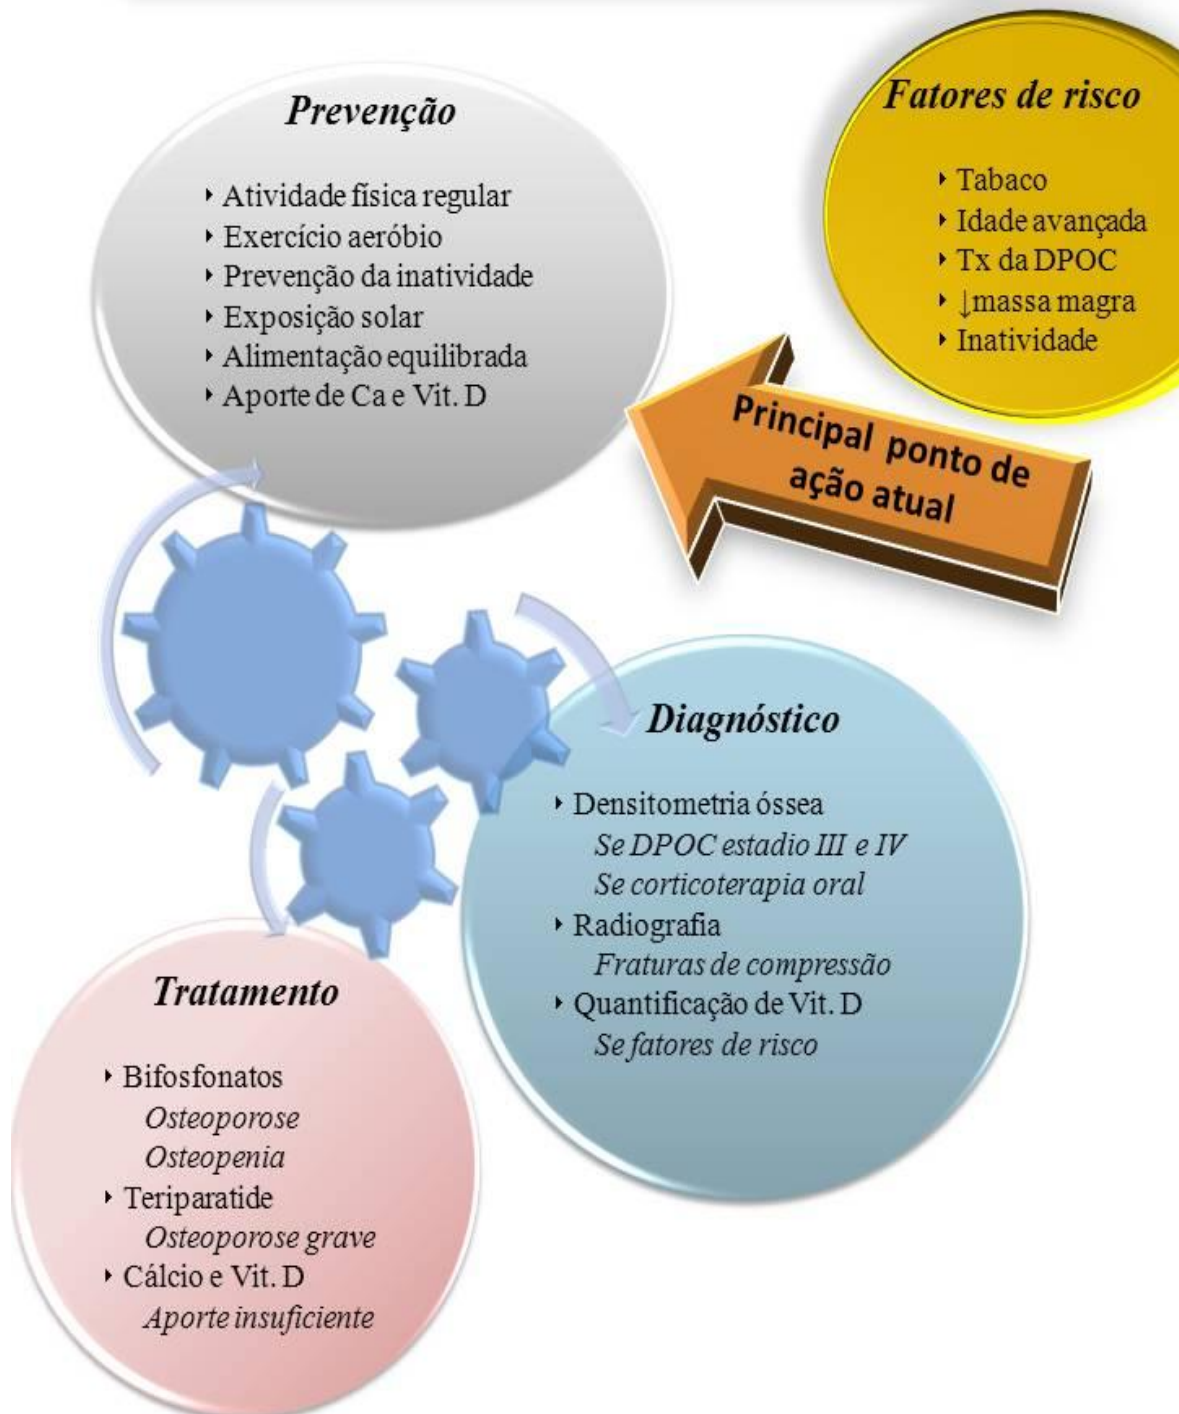 Prevenção
‣ Atividade física regular
‣ Exercício aeróbio
‣ Prevenção da inatividade
‣ Exposição solar
‣ Alimentação equilibrada
‣ Aporte de Ca e Vit. D
Fatores de risco
‣ Tabaco
‣ Idade avançada
‣ Tx da DPOC
‣ ↓massa magra
‣ Inatividade
Principal ponto de
ação atual
Diagnóstico
‣ Densitometria óssea
Se DPOC estadio III e IV
Se corticoterapia oral
‣ Radiografia
Fraturas de compressão
‣ Quantificação de Vit. D
Se fatores de risco
Tratamento
‣ Bifosfonatos
Osteoporose
Osteopenia
‣ Teriparatide
Osteoporose grave
‣ Cálcio e Vit. D
Aporte insuficiente